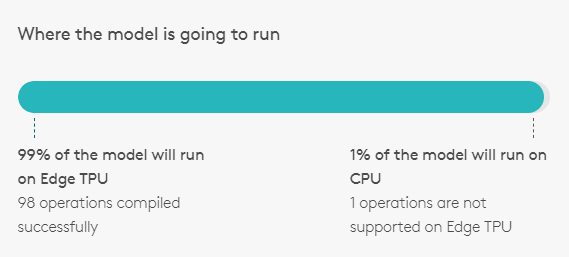 Where the model is going to run
99% of the model will run
on Edge TPU
98 operations compiled
successfully
1% of the model will run on
CPU
1 operations are not
supported on Edge TPU